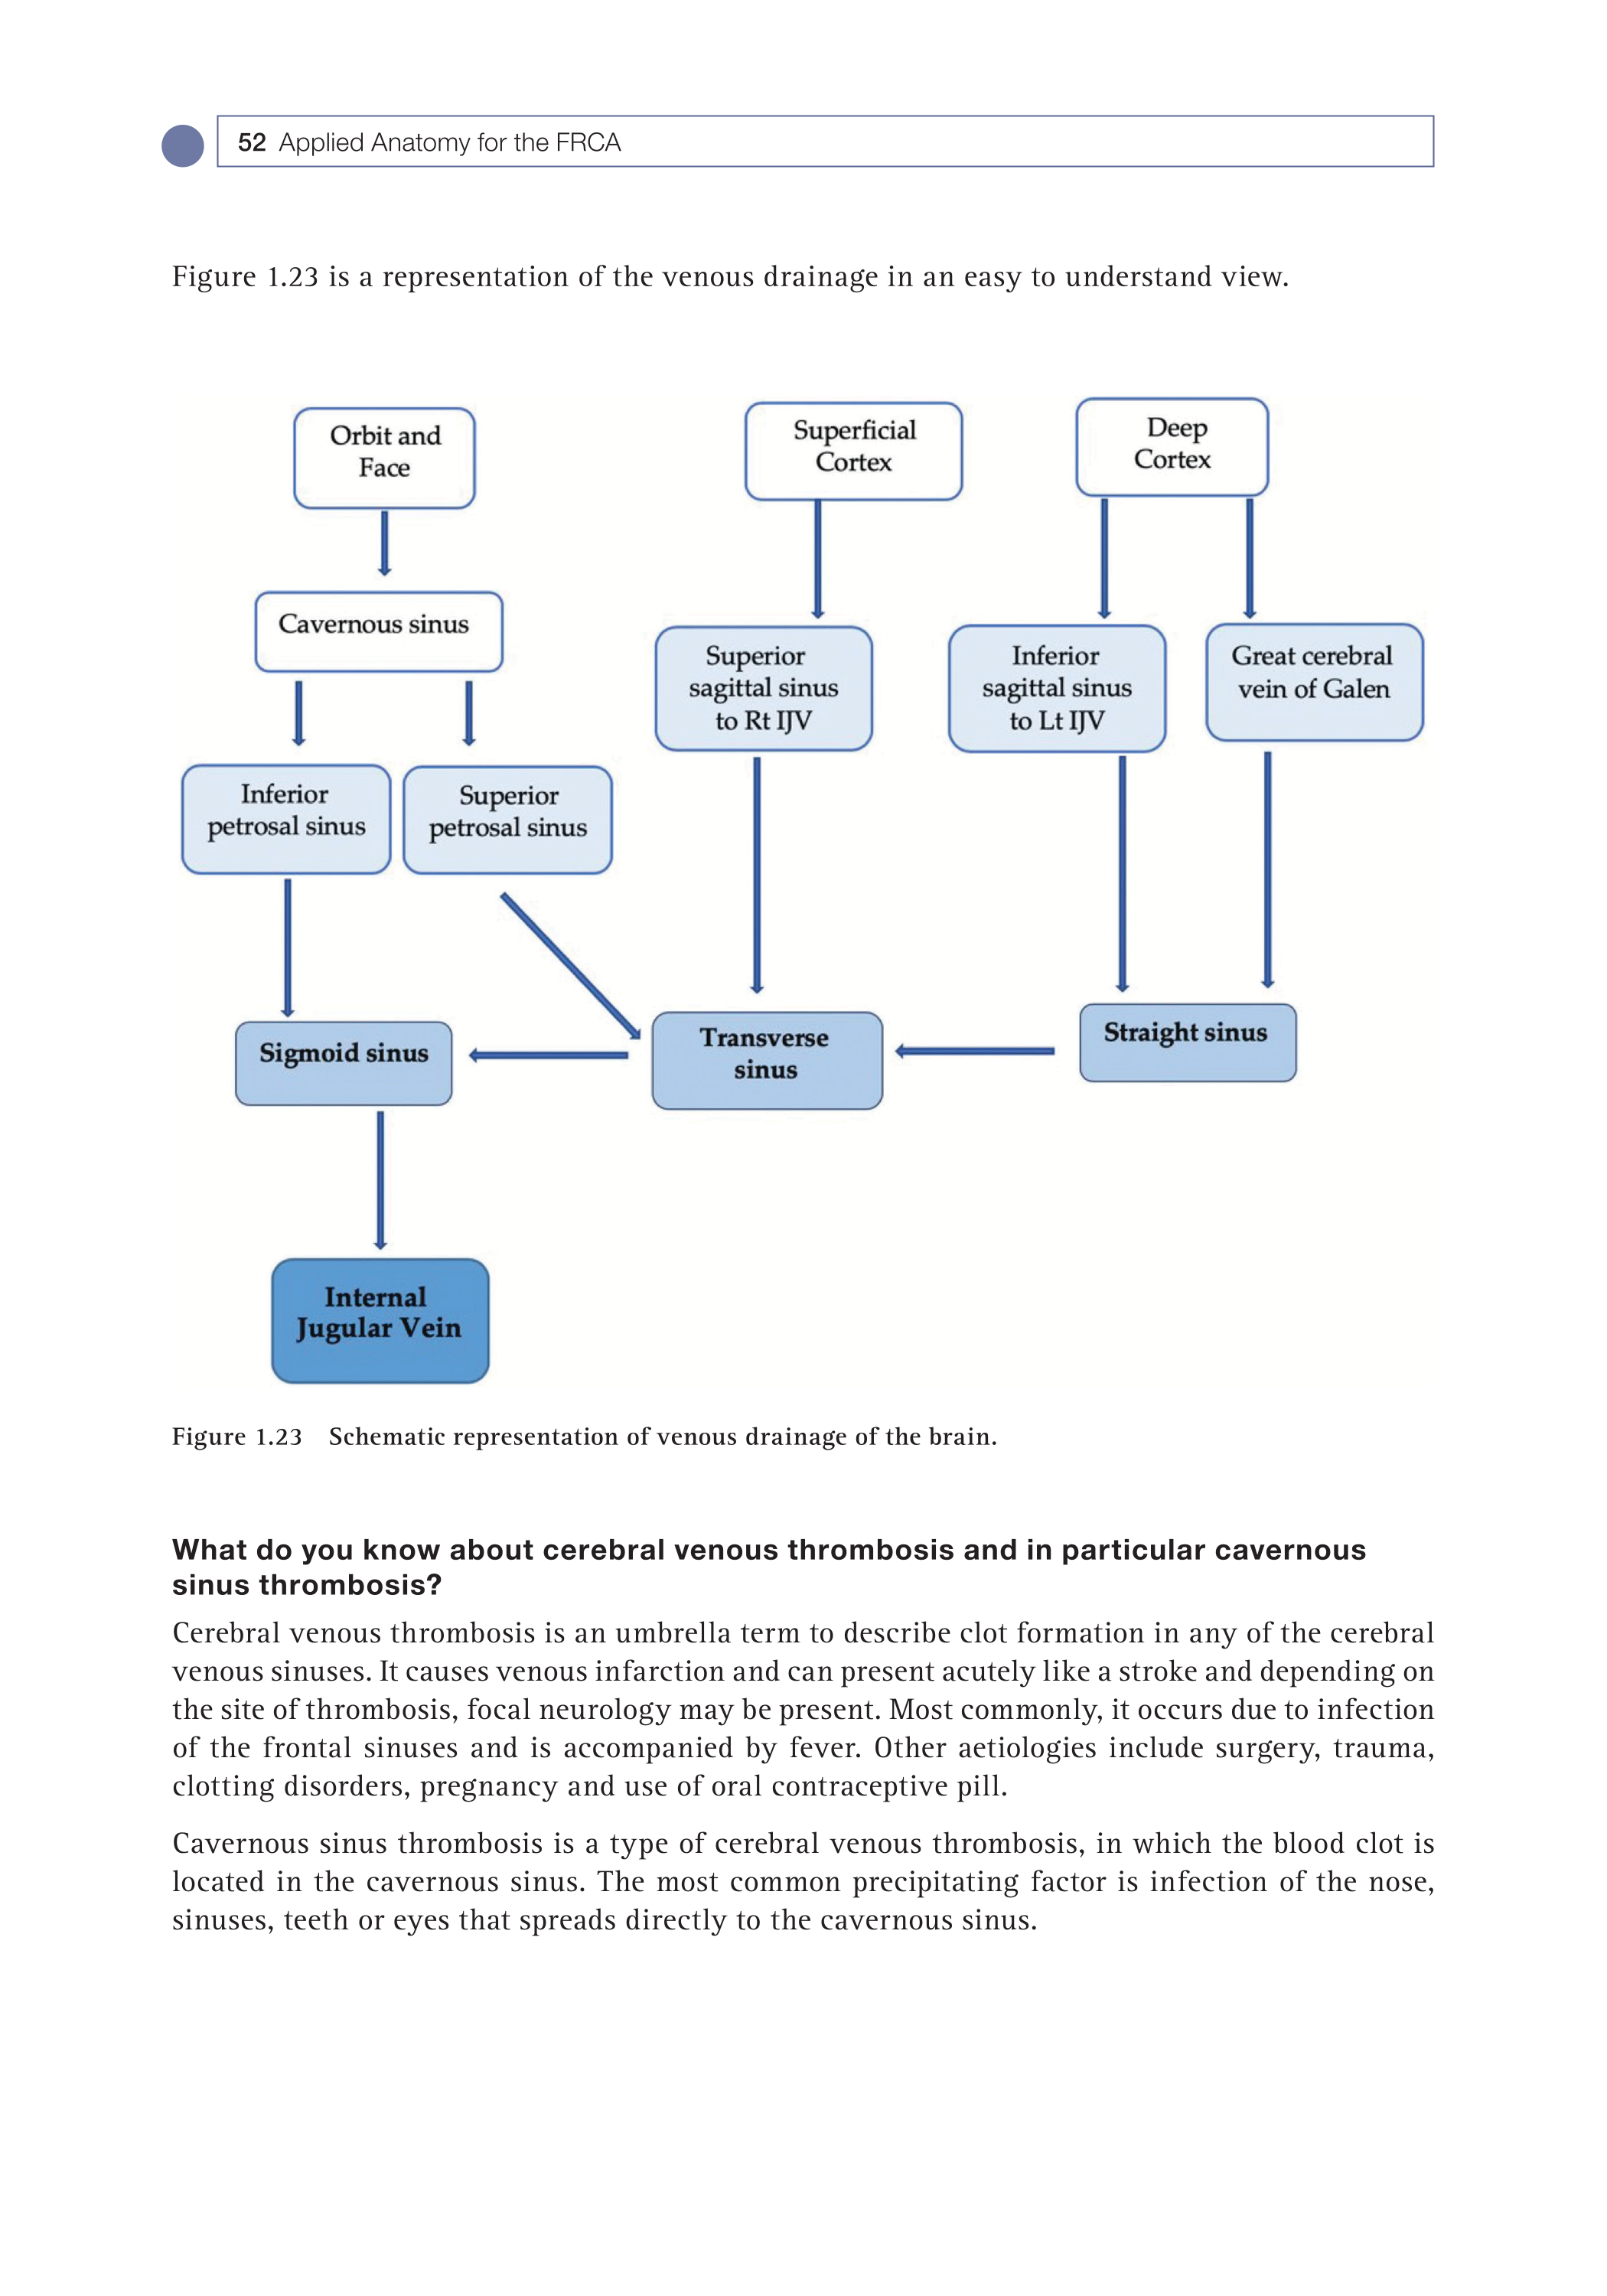 52 Applied Anatomy for the FRCA
Figure 1.23 is a representation of the venous drainage in an easy to understand view.
Orbit and
Face
Superficial
Cortex
Deep
Cortex
Cavernous sinus
Superior
sagittal sinus
to Rt IJV
Inferior
sagittal sinus
to Lt IJV
Great cerebral
vein of Galen
Inferior
petrosal sinus
Superior
petrosal sinus
Sigmoid sinus
Transverse
sinus
Straight sinus
Internal
Jugular Vein
Figure 1.23 Schematic representation of venous drainage of the brain.
What do you know about cerebral venous thrombosis and in particular cavernous
sinus thrombosis?
Cerebral venous thrombosis is an umbrella term to describe clot formation in any of the cerebral
venous sinuses. It causes venous infarction and can present acutely like a stroke and depending on
the site of thrombosis, focal neurology may be present. Most commonly, it occurs due to infection
of the frontal sinuses and is accompanied by fever. Other aetiologies include surgery, trauma,
clotting disorders, pregnancy and use of oral contraceptive pill.
Cavernous sinus thrombosis is a type of cerebral venous thrombosis, in which the blood clot is
located in the cavernous sinus. The most common precipitating factor is infection of the nose,
sinuses, teeth or eyes that spreads directly to the cavernous sinus.